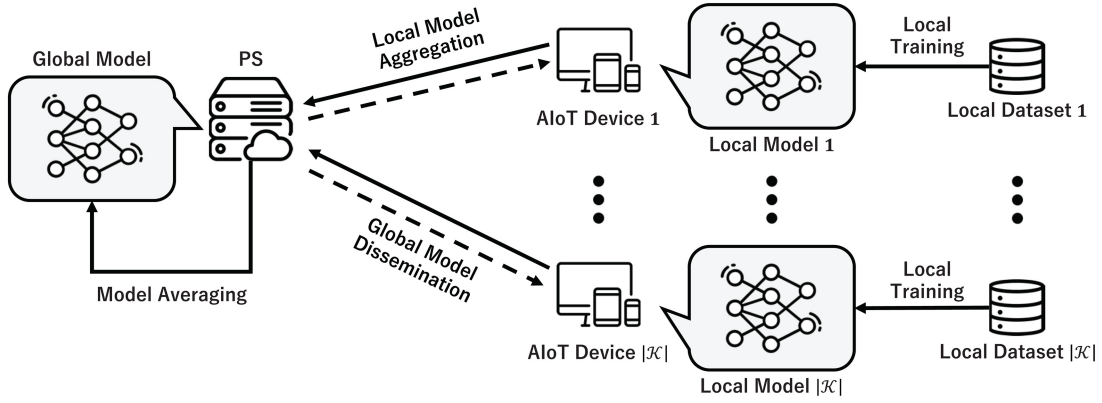 Global Model
PS
Local Model
Aggregation
AIoT Device 1
Local Model 1
Local
Training
Local Dataset 1
Model Averaging
Global Model
Dissemination
AIoT Device |𝒦|
Local Model |𝒦|
Local
Training
Local Dataset |𝒦|